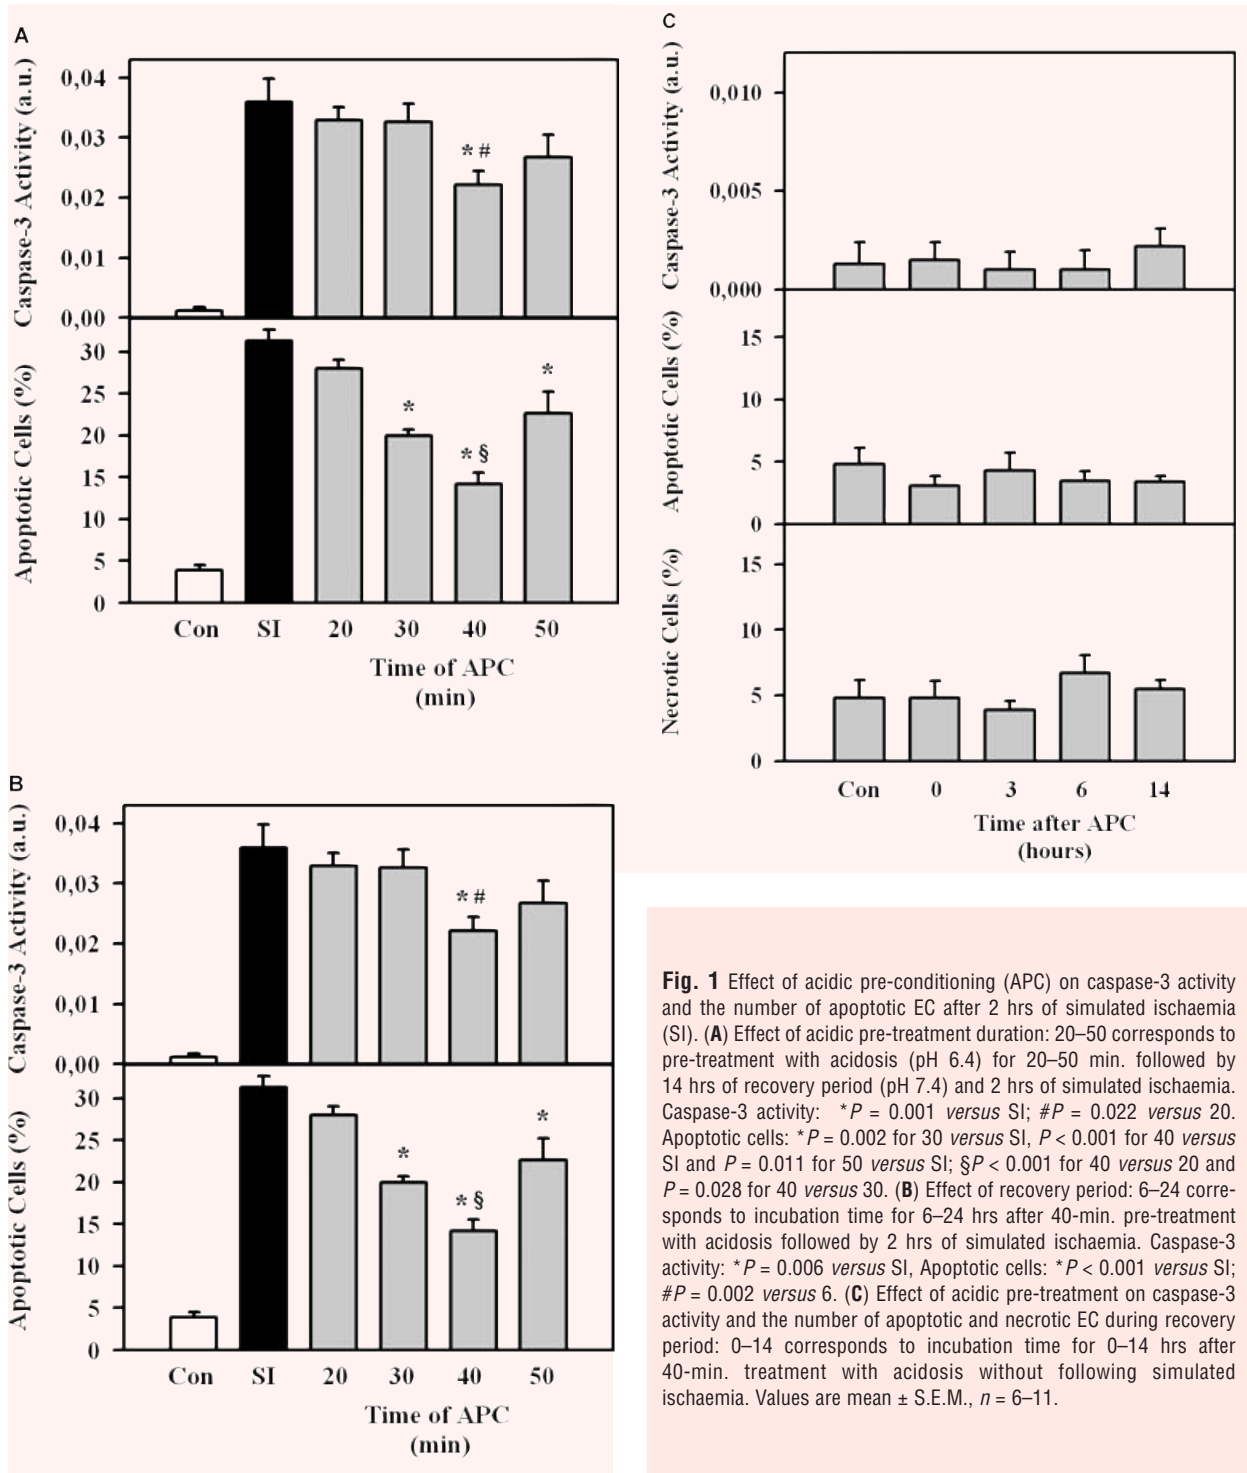 A
Caspase-3 Activity (a.u.)
0,04
0,03
0,02
0,01
0,00
* #
Apoptotic Cells (%)
30
25
20
15
10
5
0
*
* §
*
Con SI 20 30 40 50
Time of APC
(min)
B
Caspase-3 Activity (a.u.)
0,04
0,03
0,02
0,01
0,00
* #
Apoptotic Cells (%)
30
25
20
15
10
5
0
*
* §
*
Con SI 20 30 40 50
Time of APC
(min)
C
Caspase-3 Activity (a.u.)
0,010
0,005
0,000
Apoptotic Cells (%)
15
10
5
0
Necrotic Cells (%)
15
10
5
0
Con 0 3 6 14
Time after APC
(hours)
Fig. 1 Effect of acidic pre-conditioning (APC) on caspase-3 activity
and the number of apoptotic EC after 2 hrs of simulated ischaemia
(SI). (A) Effect of acidic pre-treatment duration: 20–50 corresponds to
pre-treatment with acidosis (pH 6.4) for 20–50 min. followed by
14 hrs of recovery period (pH 7.4) and 2 hrs of simulated ischaemia.
Caspase-3 activity: *P = 0.001 versus SI; #P = 0.022 versus 20.
Apoptotic cells: *P = 0.002 for 30 versus SI, P < 0.001 for 40 versus
SI and P = 0.011 for 50 versus SI; §P < 0.001 for 40 versus 20 and
P = 0.028 for 40 versus 30. (B) Effect of recovery period: 6–24 corre-
sponds to incubation time for 6–24 hrs after 40-min. pre-treatment
with acidosis followed by 2 hrs of simulated ischaemia. Caspase-3
activity: *P = 0.006 versus SI, Apoptotic cells: *P < 0.001 versus SI;
#P = 0.002 versus 6. (C) Effect of acidic pre-treatment on caspase-3
activity and the number of apoptotic and necrotic EC during recovery
period: 0–14 corresponds to incubation time for 0–14 hrs after
40-min. treatment with acidosis without following simulated
ischaemia. Values are mean ± S.E.M., n = 6–11.